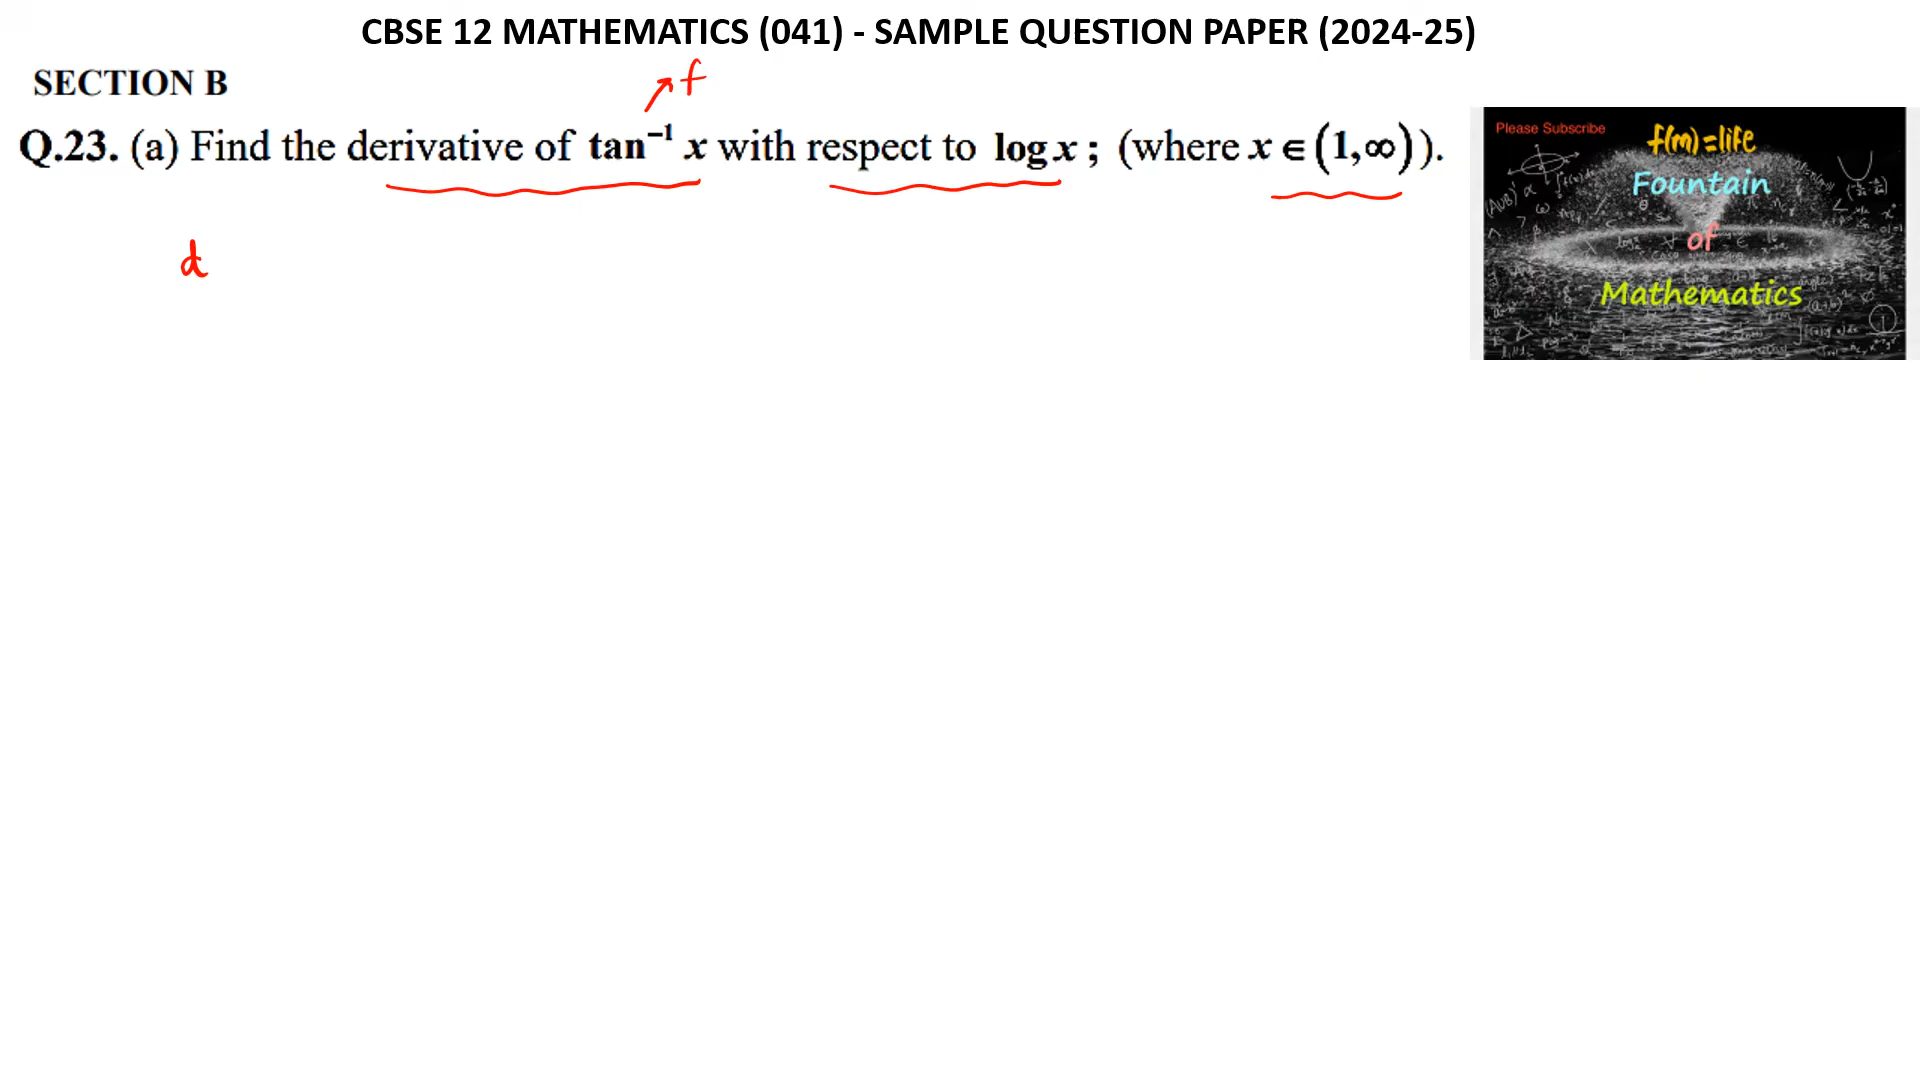 CBSE 12 MATHEMATICS (041) - SAMPLE QUESTION PAPER (2024-25)
SECTION B
f
Q.23. (a) Find the derivative of tan⁻¹ x with respect to log x ; (where x ∈ (1,∞)).
d
Please Subscribe
f(m)=life
Fountain
of
Mathematics